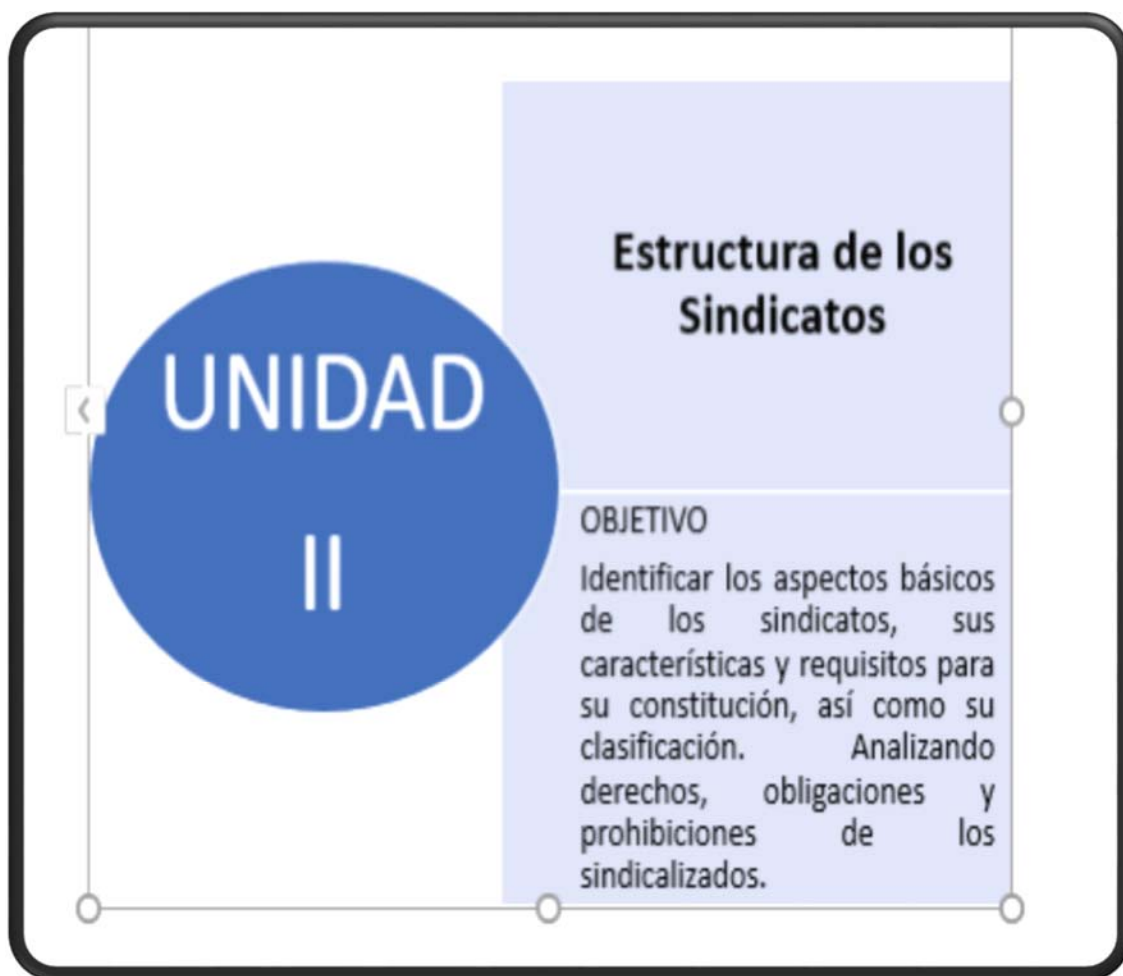 UNIDAD
II
Estructura de los
Sindicatos
OBJETIVO
Identificar los aspectos básicos
de los sindicatos, sus
características y requisitos para
su constitución, así como su
clasificación. Analizando
derechos, obligaciones y
prohibiciones de los
sindicalizados.